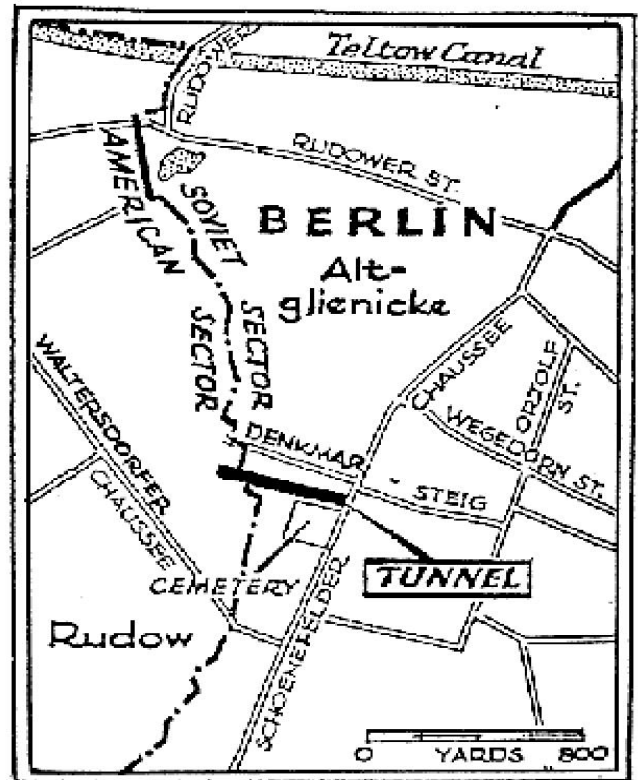 Teltow Canal
RUDOWER
RUDOWER ST.
AMERICAN
SOVIET
BERLIN
Alt-
glienicke
SECTOR
SECTOR
WALTERSDORFER
CHAUSSEE
DENKMAR
STEIG
CHAUSSEE
ORTOLF
ST.
WEGEDORN ST.
CEMETERY
TUNNEL
SCHOENEFELDER
Rudow
0 YARDS 800